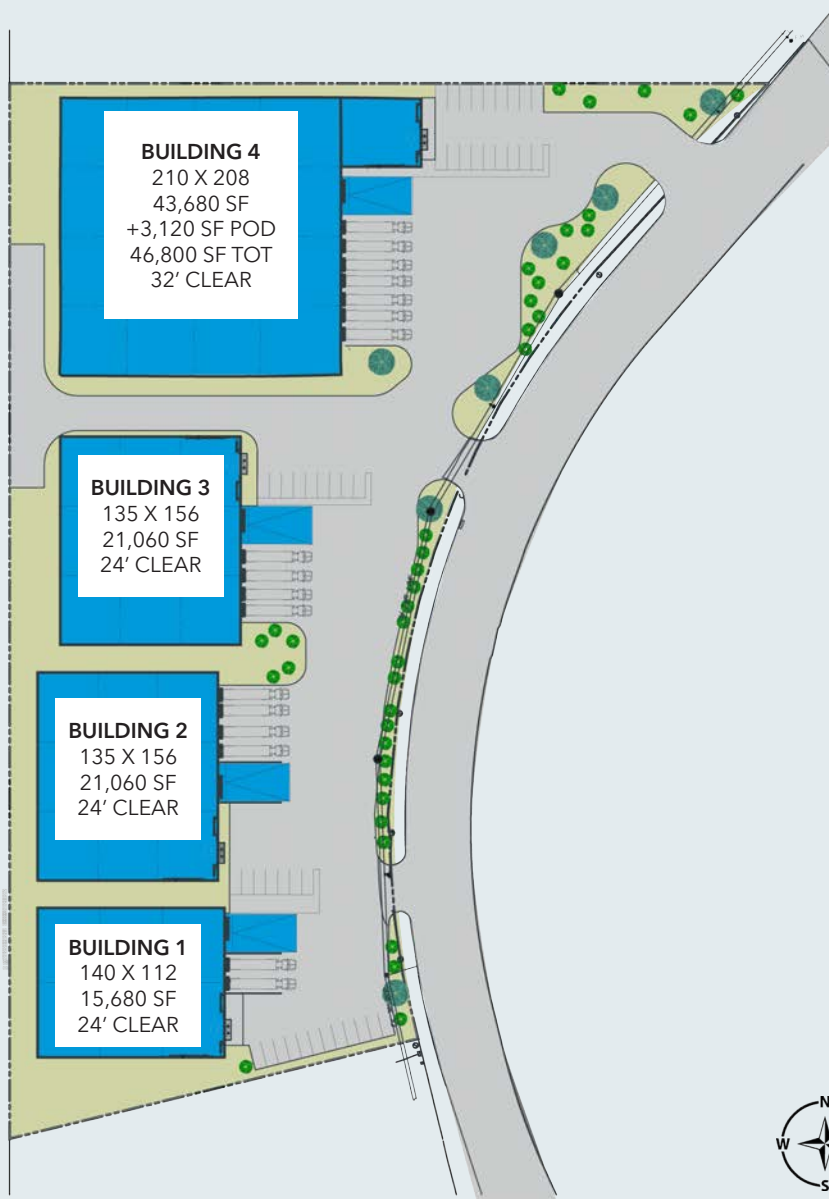 BUILDING 4
210 X 208
43,680 SF
+3,120 SF POD
46,800 SF TOT
32’ CLEAR
BUILDING 3
135 X 156
21,060 SF
24’ CLEAR
BUILDING 2
135 X 156
21,060 SF
24’ CLEAR
BUILDING 1
140 X 112
15,680 SF
24’ CLEAR
N
W
S